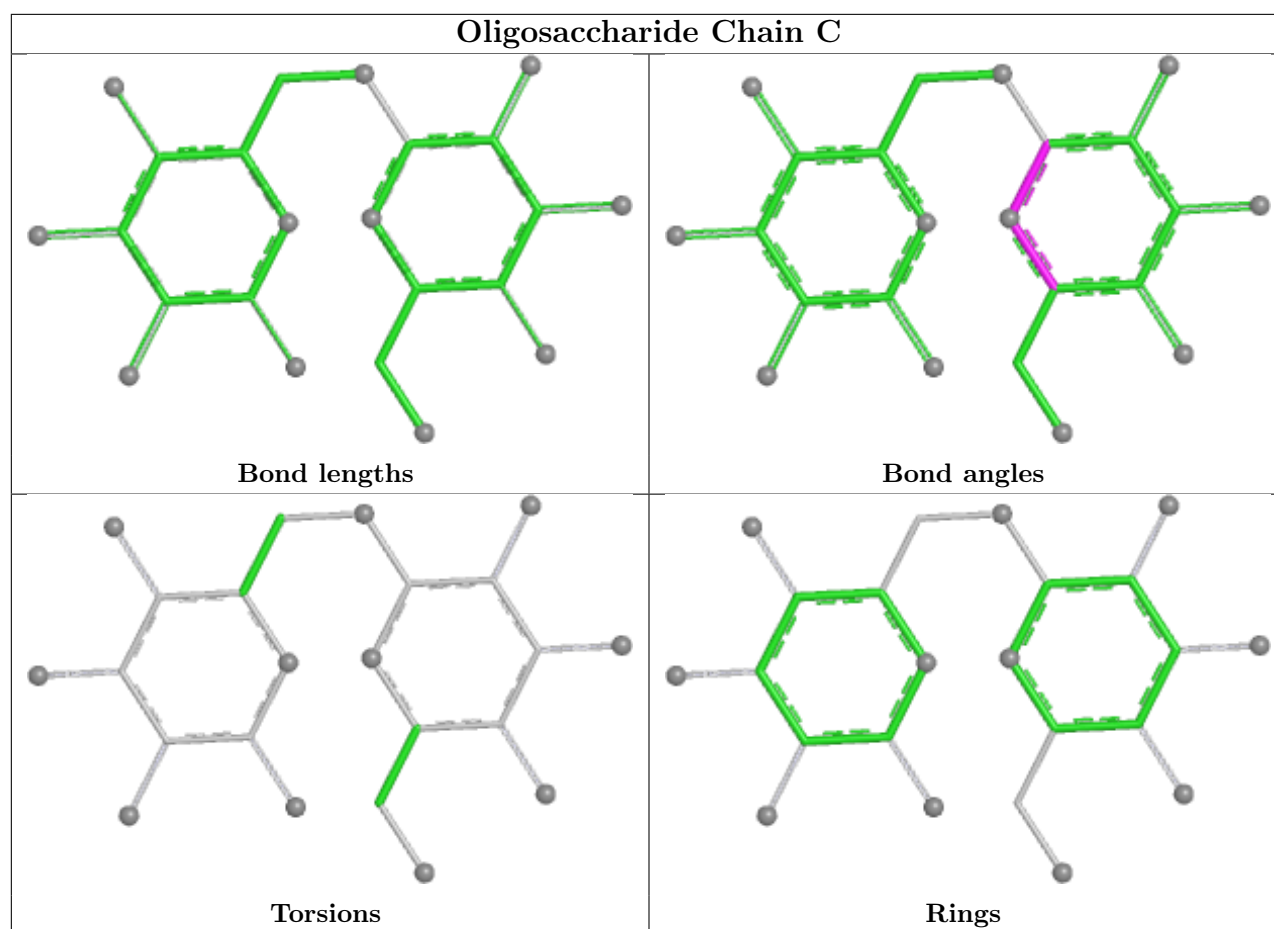 Oligosaccharide Chain C
Bond lengths
Bond angles
Torsions
Rings